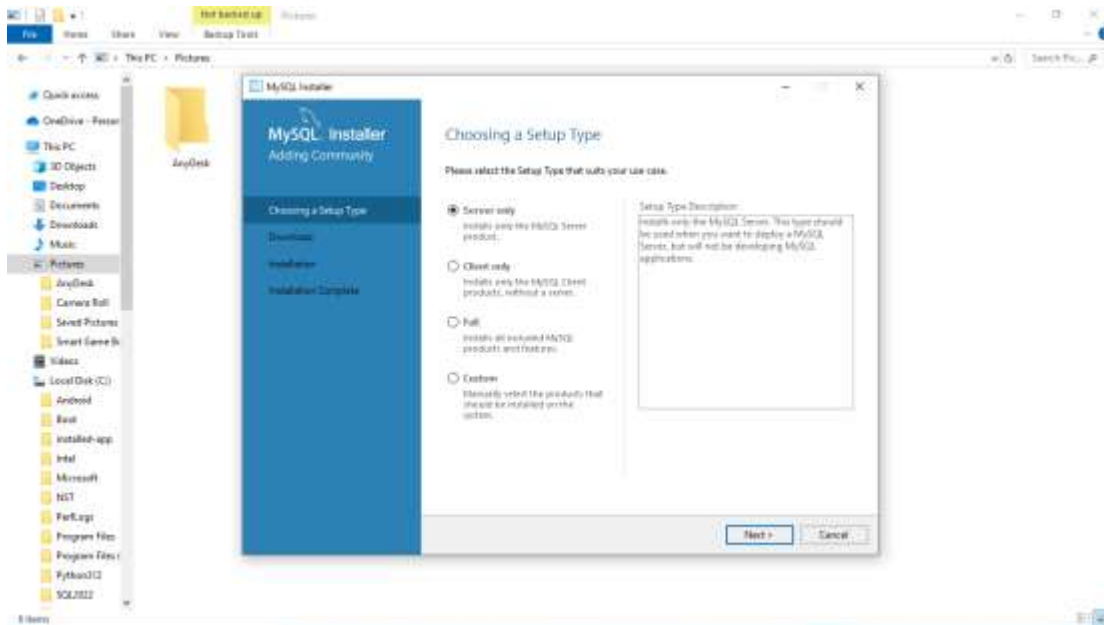 File
Home
Share
View
Not backed up
Backup Tools
Pictures
This PC
Pictures
Quick access
OneDrive - Person
This PC
3D Objects
Desktop
Documents
Downloads
Music
Pictures
AnyDesk
Camera Roll
Saved Pictures
Smart Game B
Videos
Local Disk (C:)
Android
Boot
installed-app
Intel
Microsoft
NST
PerfLogs
Program Files
Program Files (
Python312
SQL2022
AnyDesk
MySQL Installer
MySQL Installer
Adding Community
Choosing a Setup Type
Download
Installation
Installation Complete
Choosing a Setup Type
Please select the Setup Type that suits your use case.
Server only
Installs only the MySQL Server
product.
Client only
Installs only the MySQL Client
products, without a server.
Full
Installs all included MySQL
products and features.
Custom
Manually select the products that
should be installed on the
system.
Setup Type Description
Installs only the MySQL Server. This type should
be used when you want to deploy a MySQL
Server, but will not be developing MySQL
applications.
Next >
Cancel